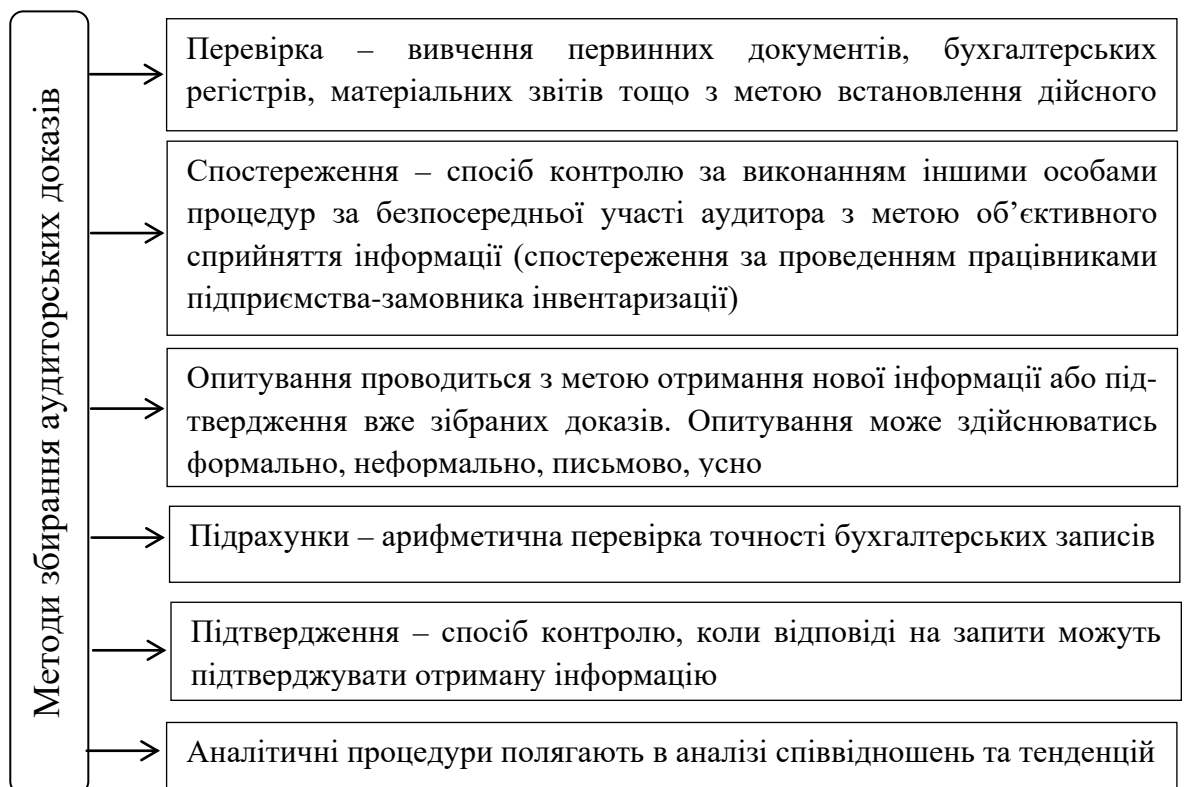 Методи збирання аудиторських доказів
Перевірка – вивчення первинних документів, бухгалтерських
регістрів, матеріальних звітів тощо з метою встановлення дійсного
Спостереження – спосіб контролю за виконанням іншими особами
процедур за безпосередньої участі аудитора з метою об’єктивного
сприйняття інформації (спостереження за проведенням працівниками
підприємства-замовника інвентаризації)
Опитування проводиться з метою отримання нової інформації або під-
твердження вже зібраних доказів. Опитування може здійснюватись
формально, неформально, письмово, усно
Підрахунки – арифметична перевірка точності бухгалтерських записів
Підтвердження – спосіб контролю, коли відповіді на запити можуть
підтверджувати отриману інформацію
Аналітичні процедури полягають в аналізі співвідношень та тенденцій